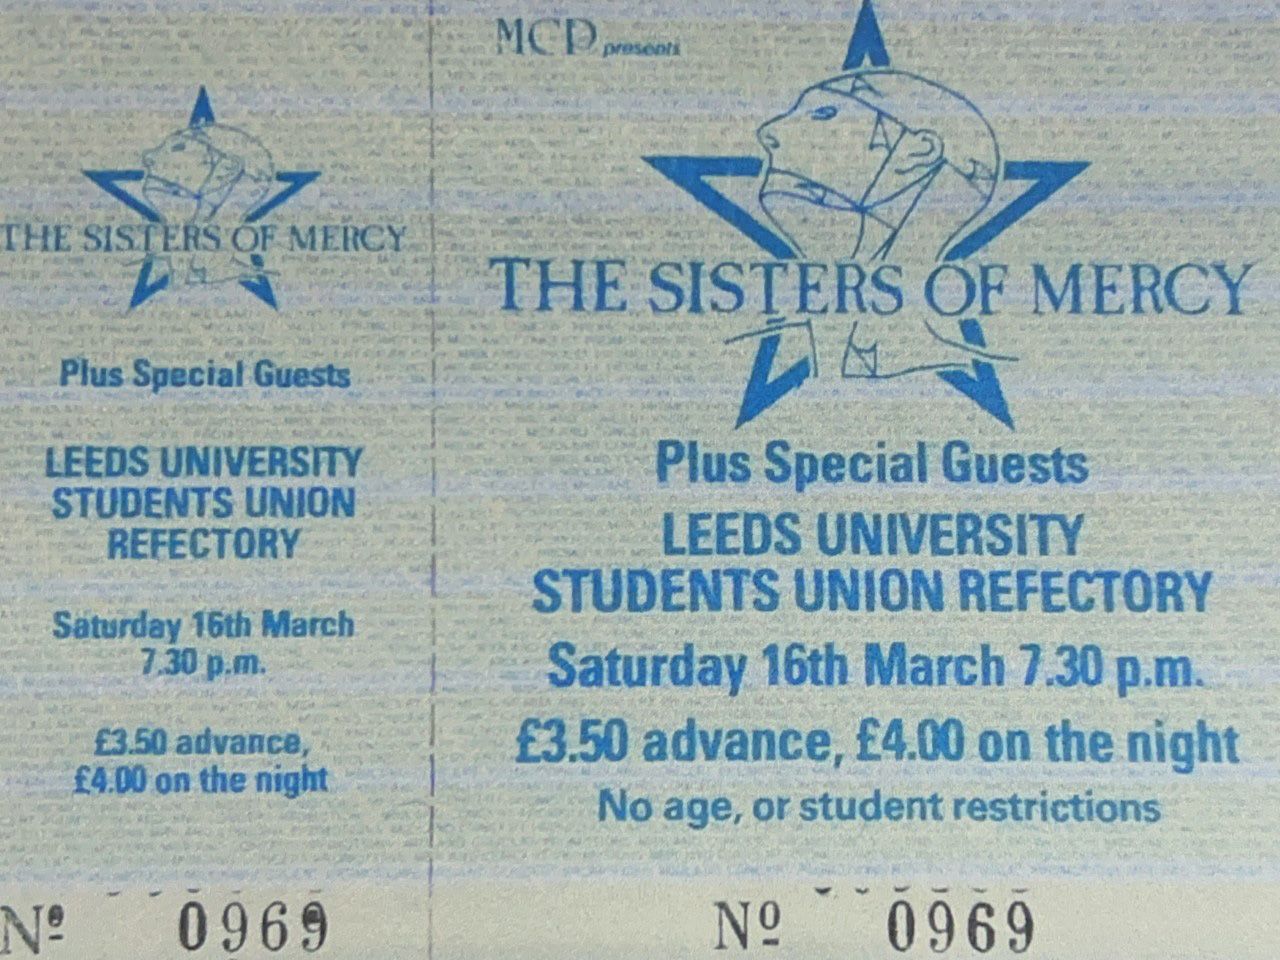 THE SISTERS OF MERCY
Plus Special Guests
LEEDS UNIVERSITY
STUDENTS UNION
REFECTORY
Saturday 16th March
7.30 p.m.
£3.50 advance,
£4.00 on the night
Nº 0969
MCD presents
THE SISTERS OF MERCY
Plus Special Guests
LEEDS UNIVERSITY
STUDENTS UNION REFECTORY
Saturday 16th March 7.30 p.m.
£3.50 advance, £4.00 on the night
No age, or student restrictions
Nº 0969